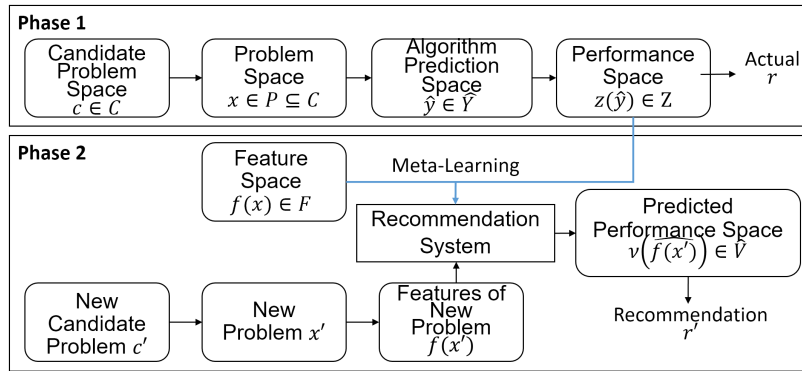 Phase 1
Candidate
Problem
Space
c ∈ C
Problem
Space
x ∈ P ⊆ C
Algorithm
Prediction
Space
ŷ ∈ Ŷ
Performance
Space
z(ŷ) ∈ Z
Actual
r
Phase 2
Feature
Space
f(x) ∈ F
Meta-Learning
Recommendation
System
Predicted
Performance Space
ν(f(x′)̂) ∈ V̂
New
Candidate
Problem c′
New
Problem x′
Features of
New
Problem
f(x′)
Recommendation
r′